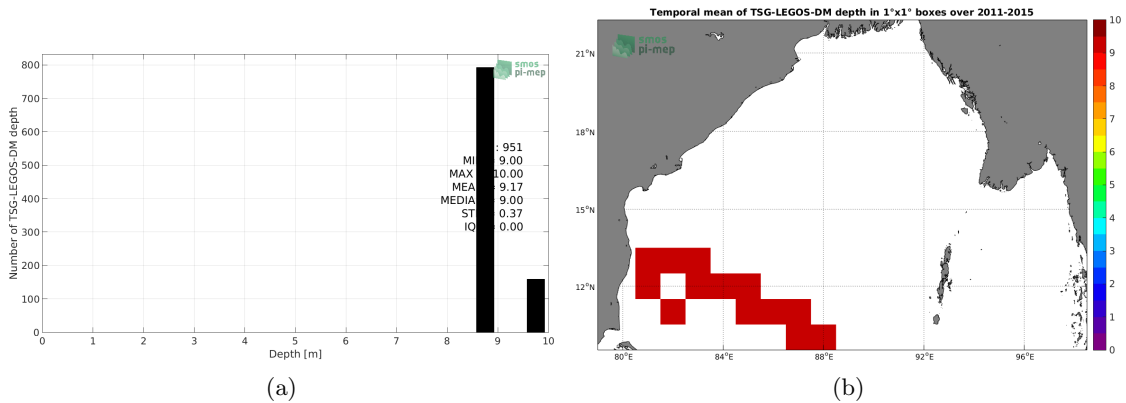 smos
pi-mep
800
700
600
500
400
300
200
100
0
Number of TSG-LEGOS-DM depth
: 951
MI 9.00
MAX 10.00
MEA 9.17
MEDIA 9.00
ST 0.37
IQ 0.00
0 1 2 3 4 5 6 7 8 9 10
Depth [m]
(a)
Temporal mean of TSG-LEGOS-DM depth in 1°x1° boxes over 2011-2015
smos
pi-mep
21°N
18°N
15°N
12°N
80°E 84°E 88°E 92°E 96°E
10
9
8
7
6
5
4
3
2
1
0
(b)